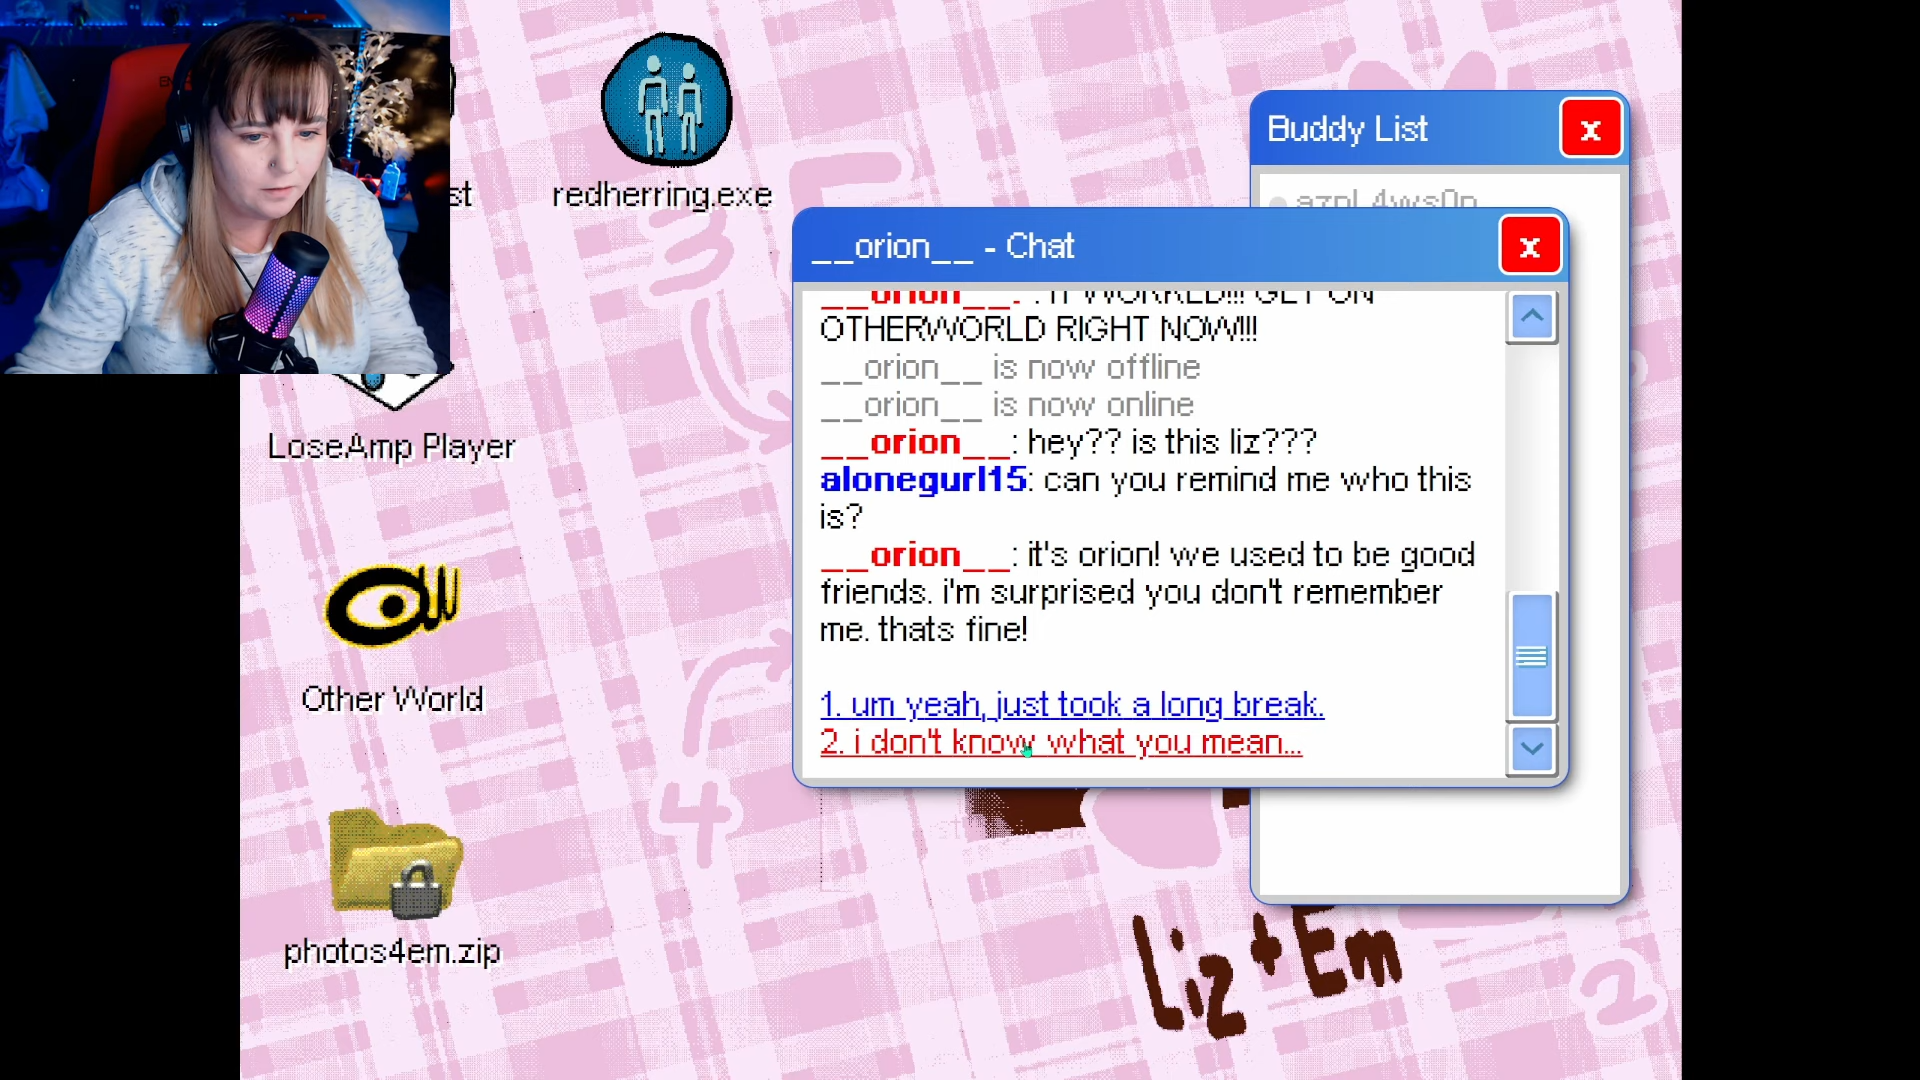 redherring.exe
Buddy List
x
__orion__ - Chat
x
OTHERWORLD RIGHT NOW!!!
__orion__ is now offline
__orion__ is now online
__orion__: hey?? is this liz???
alonegurl15: can you remind me who this
is?
__orion__: it's orion! we used to be good
friends. i'm surprised you don't remember
me. thats fine!
1. um yeah, just took a long break.
2. i don't know what you mean...
LoseAmp Player
Other World
photos4em.zip
Liz + Em
3
4
2